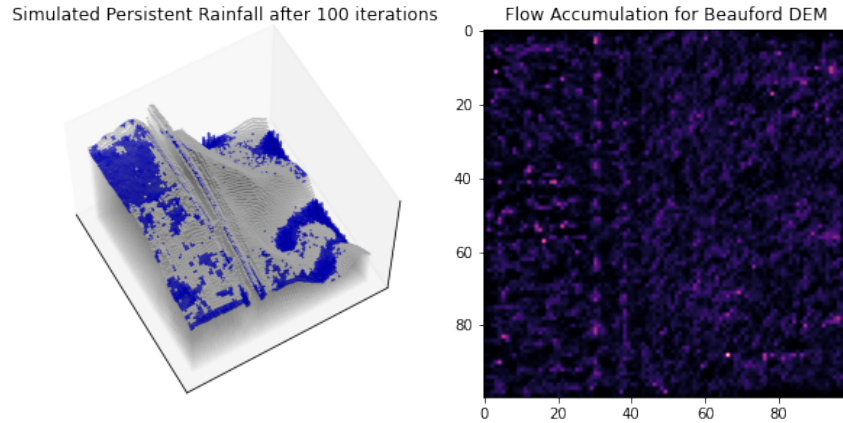 Simulated Persistent Rainfall after 100 iterations
Flow Accumulation for Beauford DEM
0
20
40
60
80
0 20 40 60 80